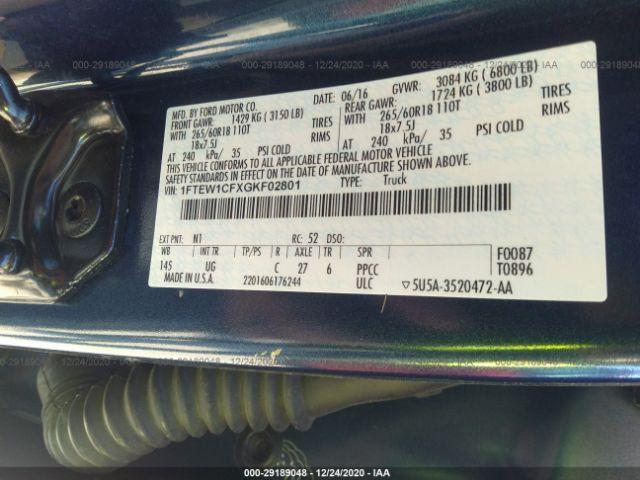 000-29189048 - 12/24/2020 - IAA
MFD. BY FORD MOTOR CO.
DATE: 06/16 GVWR: 3084 KG ( 6800 LB)
FRONT GAWR: 1429 KG ( 3150 LB) REAR GAWR: 1724 KG ( 3800 LB)
WITH 265/60R18 110T TIRES WITH 265/60R18 110T TIRES
18x7.5J RIMS 18x7.5J RIMS
AT 240 kPa/ 35 PSI COLD AT 240 kPa/ 35 PSI COLD
THIS VEHICLE CONFORMS TO ALL APPLICABLE FEDERAL MOTOR VEHICLE
SAFETY STANDARDS IN EFFECT ON THE DATE OF MANUFACTURE SHOWN ABOVE.
VIN: 1FTEW1CFXGKF02801 TYPE: Truck
EXT PNT: N1 RC: 52 DSO:
WB INT TR TP/PS R AXLE TR SPR F0087
145 UG C 27 6 PPCC T0896
MADE IN U.S.A. 2201606176244 ULC ▽5U5A-3520472-AA
000-29189048 - 12/24/2020 - IAA
000-29189048 - 12/24/2020 - IAA